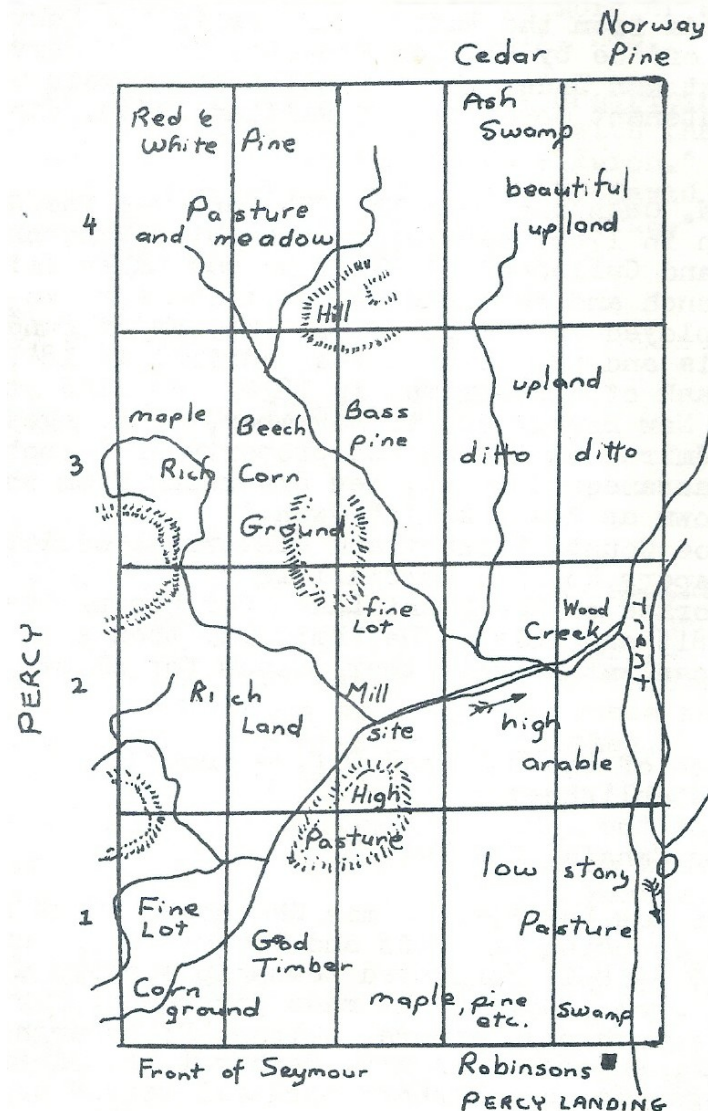 Norway
Cedar Pine
Red & Ash
White Pine Swamp
beautiful
Pasture upland
4 and meadow
Hill
upland
maple Beech Bass
pine
3 Rich Corn ditto ditto
Ground
fine
Lot
Wood
Creek
Trent
PERCY
2 Rich Mill
Land site
high
arable
High
Pasture
low stony
1 Fine
Lot Pasture
Good
Timber
Corn
ground maple, pine
etc. Swamp
Front of Seymour Robinsons
PERCY LANDING